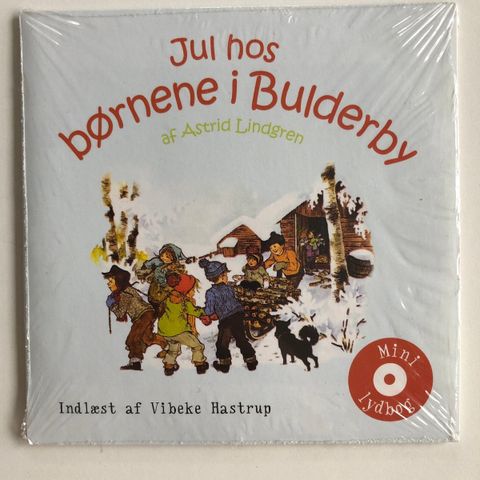 Jul hos
børnene i Bulderby
af Astrid Lindgren
Mini
lydbog
Indlæst af Vibeke Hastrup